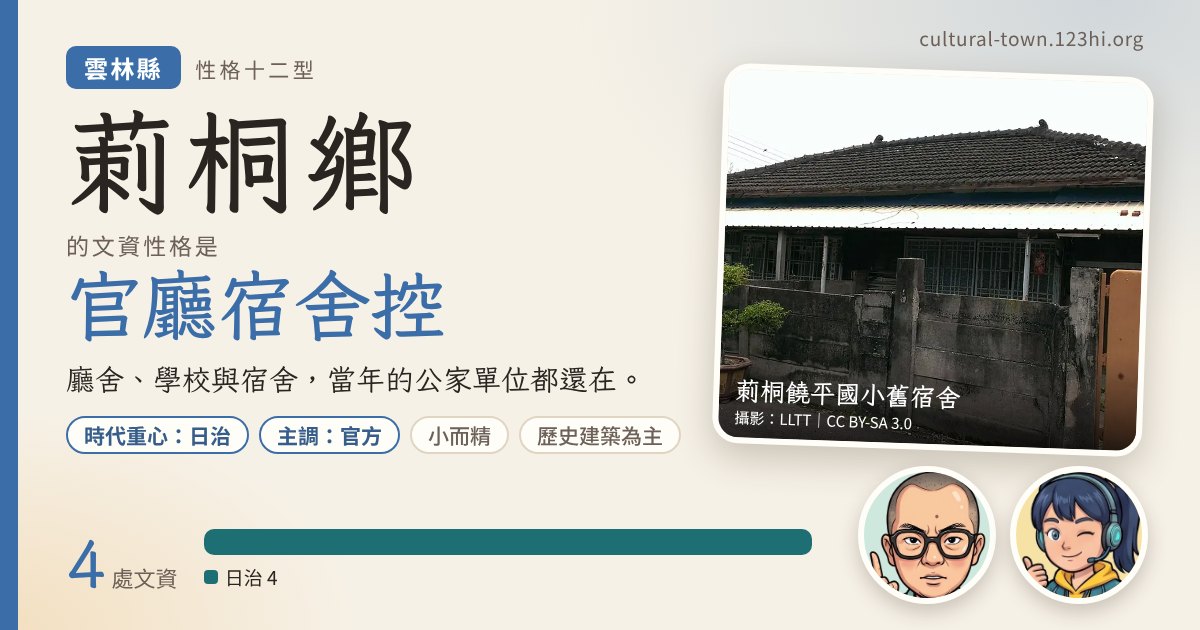 cultural-town.123hi.org
雲林縣 性格十二型
莿桐鄉
的文資性格是
官廳宿舍控
廳舍、學校與宿舍，當年的公家單位都還在。
時代重心：日治 主調：官方 小而精 歷史建築為主
莿桐饒平國小舊宿舍
攝影：LLTT｜CC BY-SA 3.0
4 處文資
日治 4